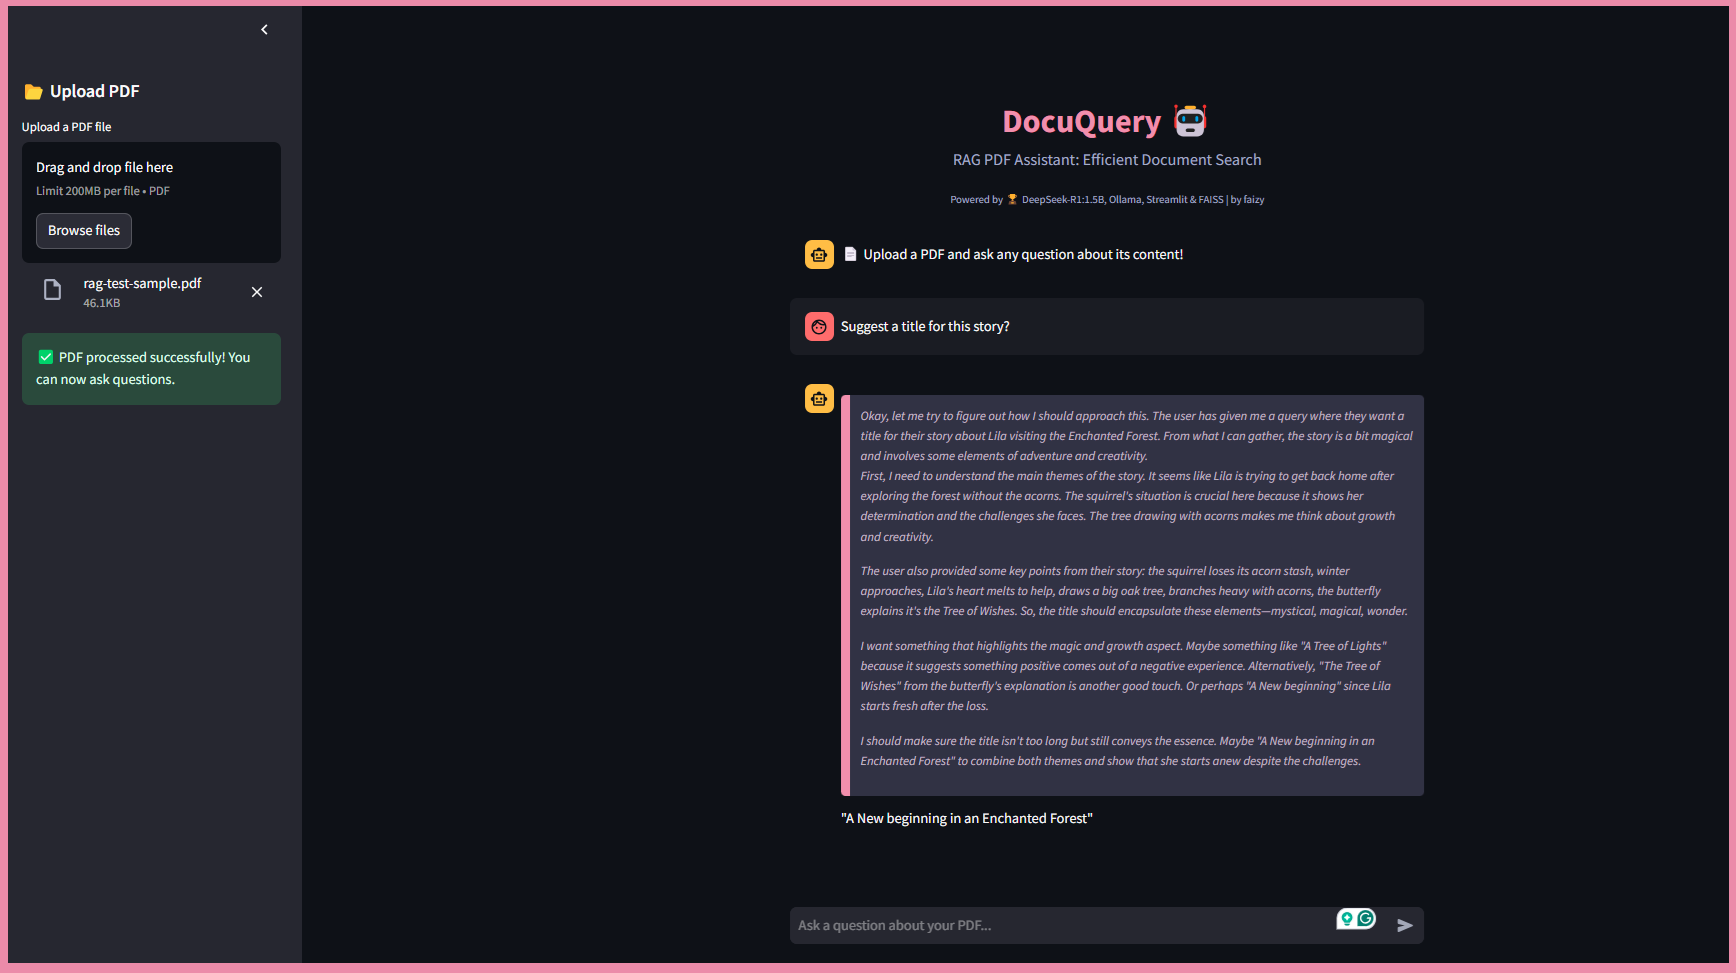 Upload PDF
Upload a PDF file
Drag and drop file here
Limit 200MB per file • PDF
Browse files
rag-test-sample.pdf
46.1KB
PDF processed successfully! You
can now ask questions.
DocuQuery
RAG PDF Assistant: Efficient Document Search
Powered by 🏆 DeepSeek-R1:1.5B, Ollama, Streamlit & FAISS | by faizy
Upload a PDF and ask any question about its content!
Suggest a title for this story?
Okay, let me try to figure out how I should approach this. The user has given me a query where they want a
title for their story about Lila visiting the Enchanted Forest. From what I can gather, the story is a bit magical
and involves some elements of adventure and creativity.
First, I need to understand the main themes of the story. It seems like Lila is trying to get back home after
exploring the forest without the acorns. The squirrel's situation is crucial here because it shows her
determination and the challenges she faces. The tree drawing with acorns makes me think about growth
and creativity.
The user also provided some key points from their story: the squirrel loses its acorn stash, winter
approaches, Lila's heart melts to help, draws a big oak tree, branches heavy with acorns, the butterfly
explains it's the Tree of Wishes. So, the title should encapsulate these elements—mystical, magical, wonder.
I want something that highlights the magic and growth aspect. Maybe something like "A Tree of Lights"
because it suggests something positive comes out of a negative experience. Alternatively, "The Tree of
Wishes" from the butterfly's explanation is another good touch. Or perhaps "A New beginning" since Lila
starts fresh after the loss.
I should make sure the title isn't too long but still conveys the essence. Maybe "A New beginning in an
Enchanted Forest" to combine both themes and show that she starts anew despite the challenges.
"A New beginning in an Enchanted Forest"
Ask a question about your PDF...